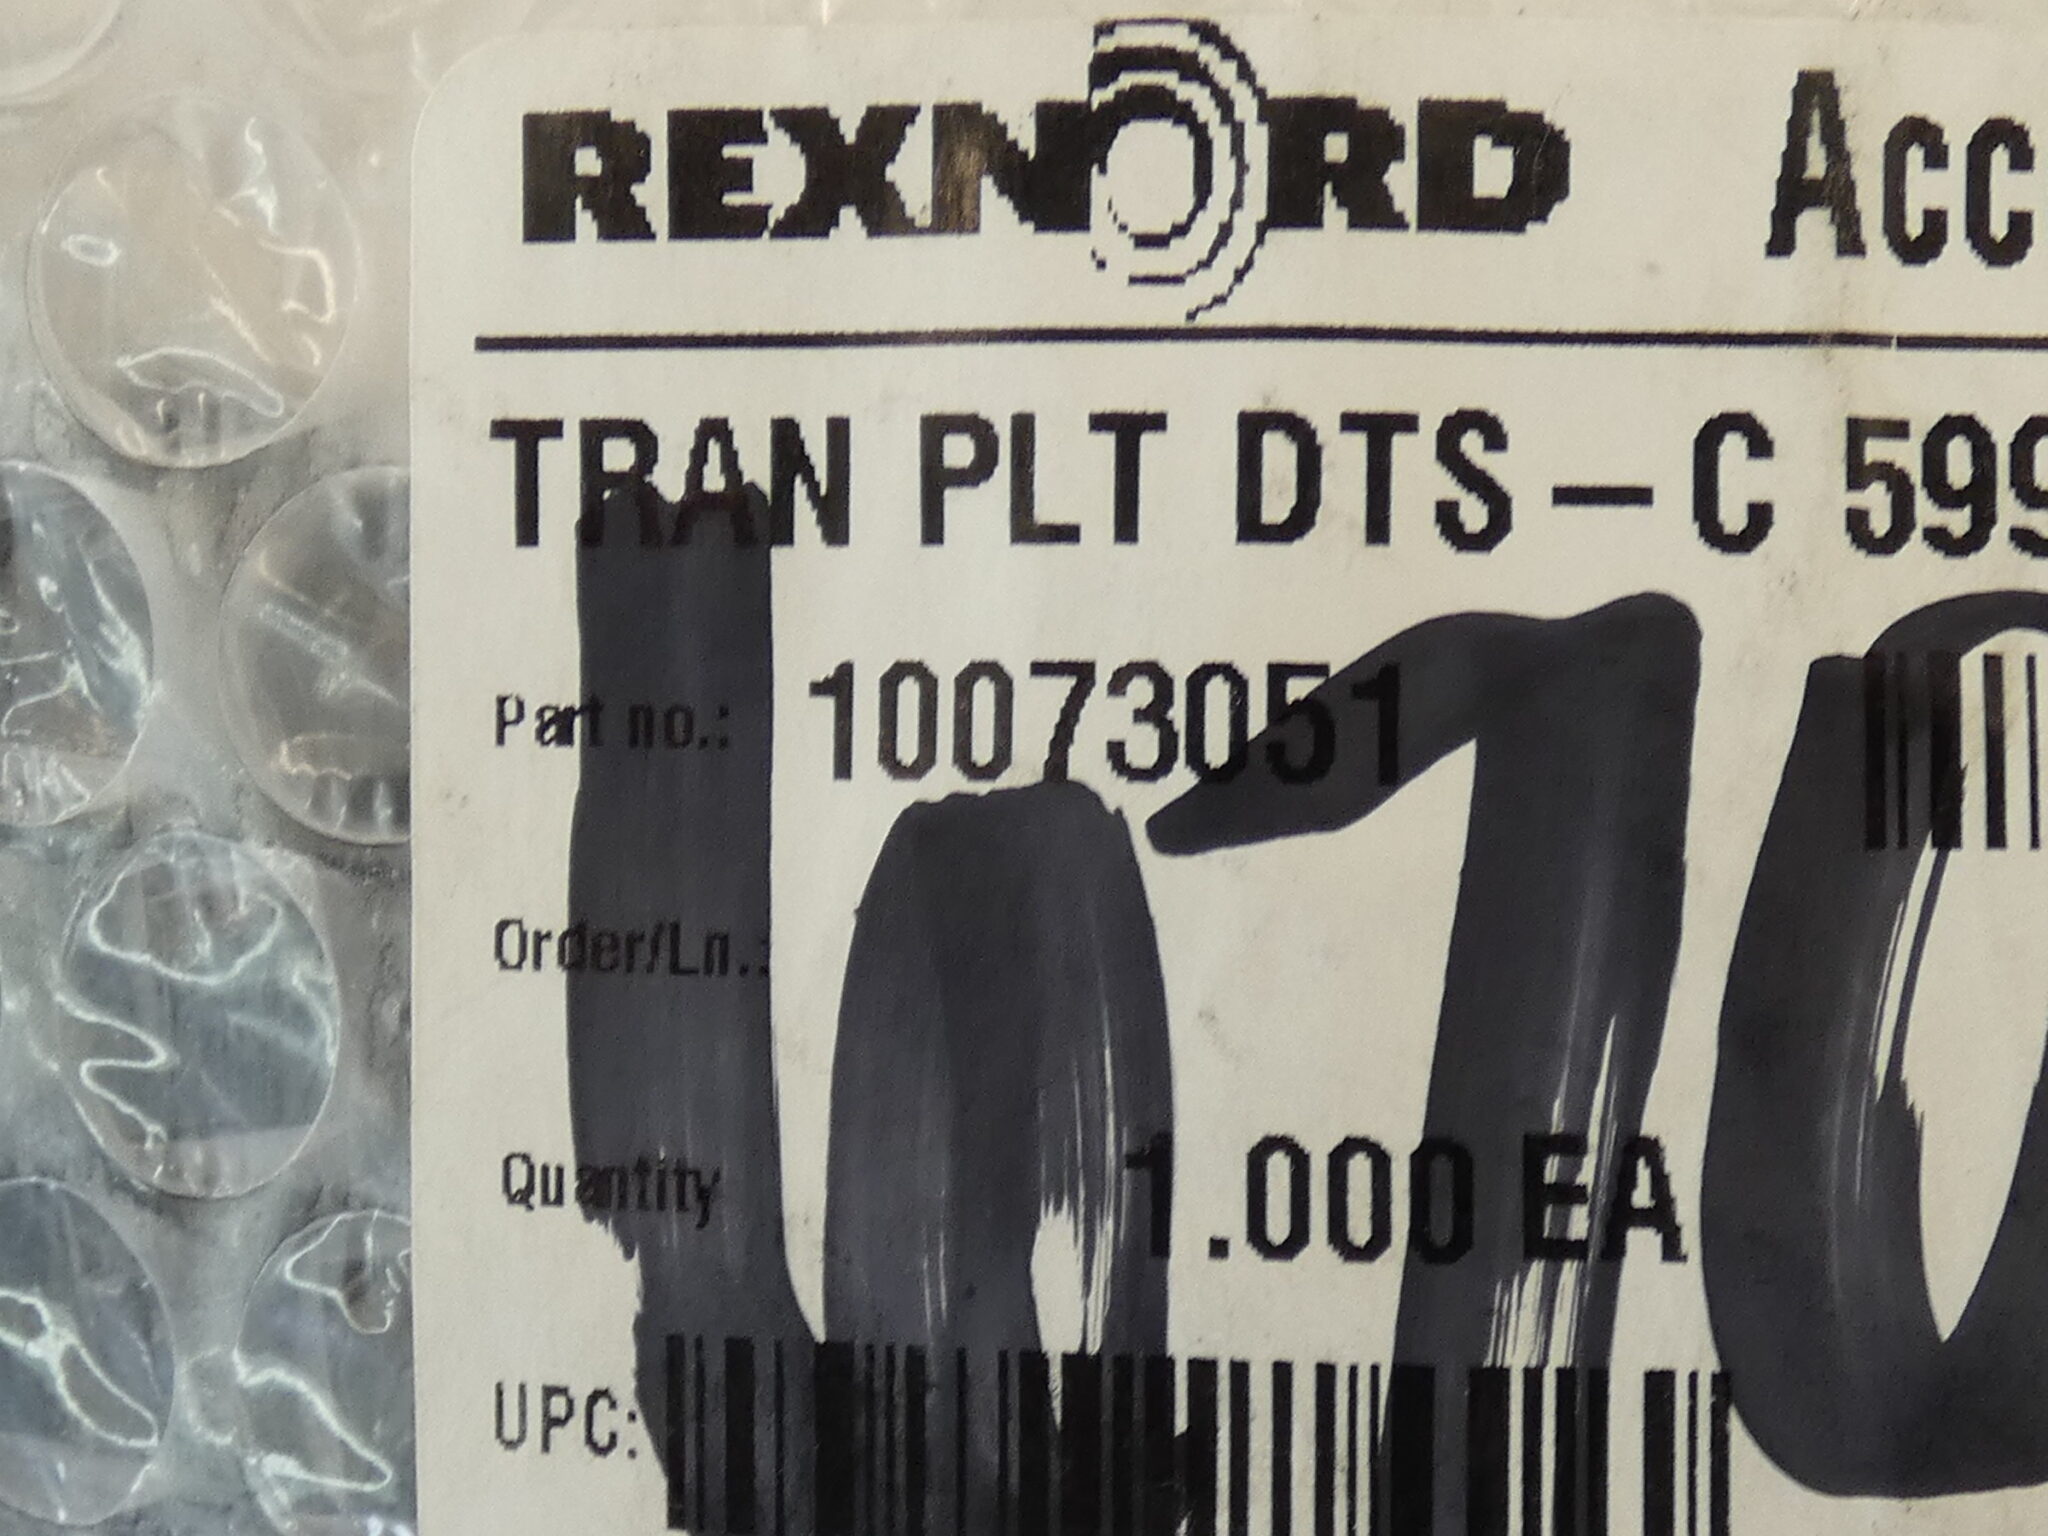 REXNORD Acc
TRAN PLT DTS-C 599
Part no.: 10073051
Order/Ln.:
Quantity 1.000 EA
UPC: